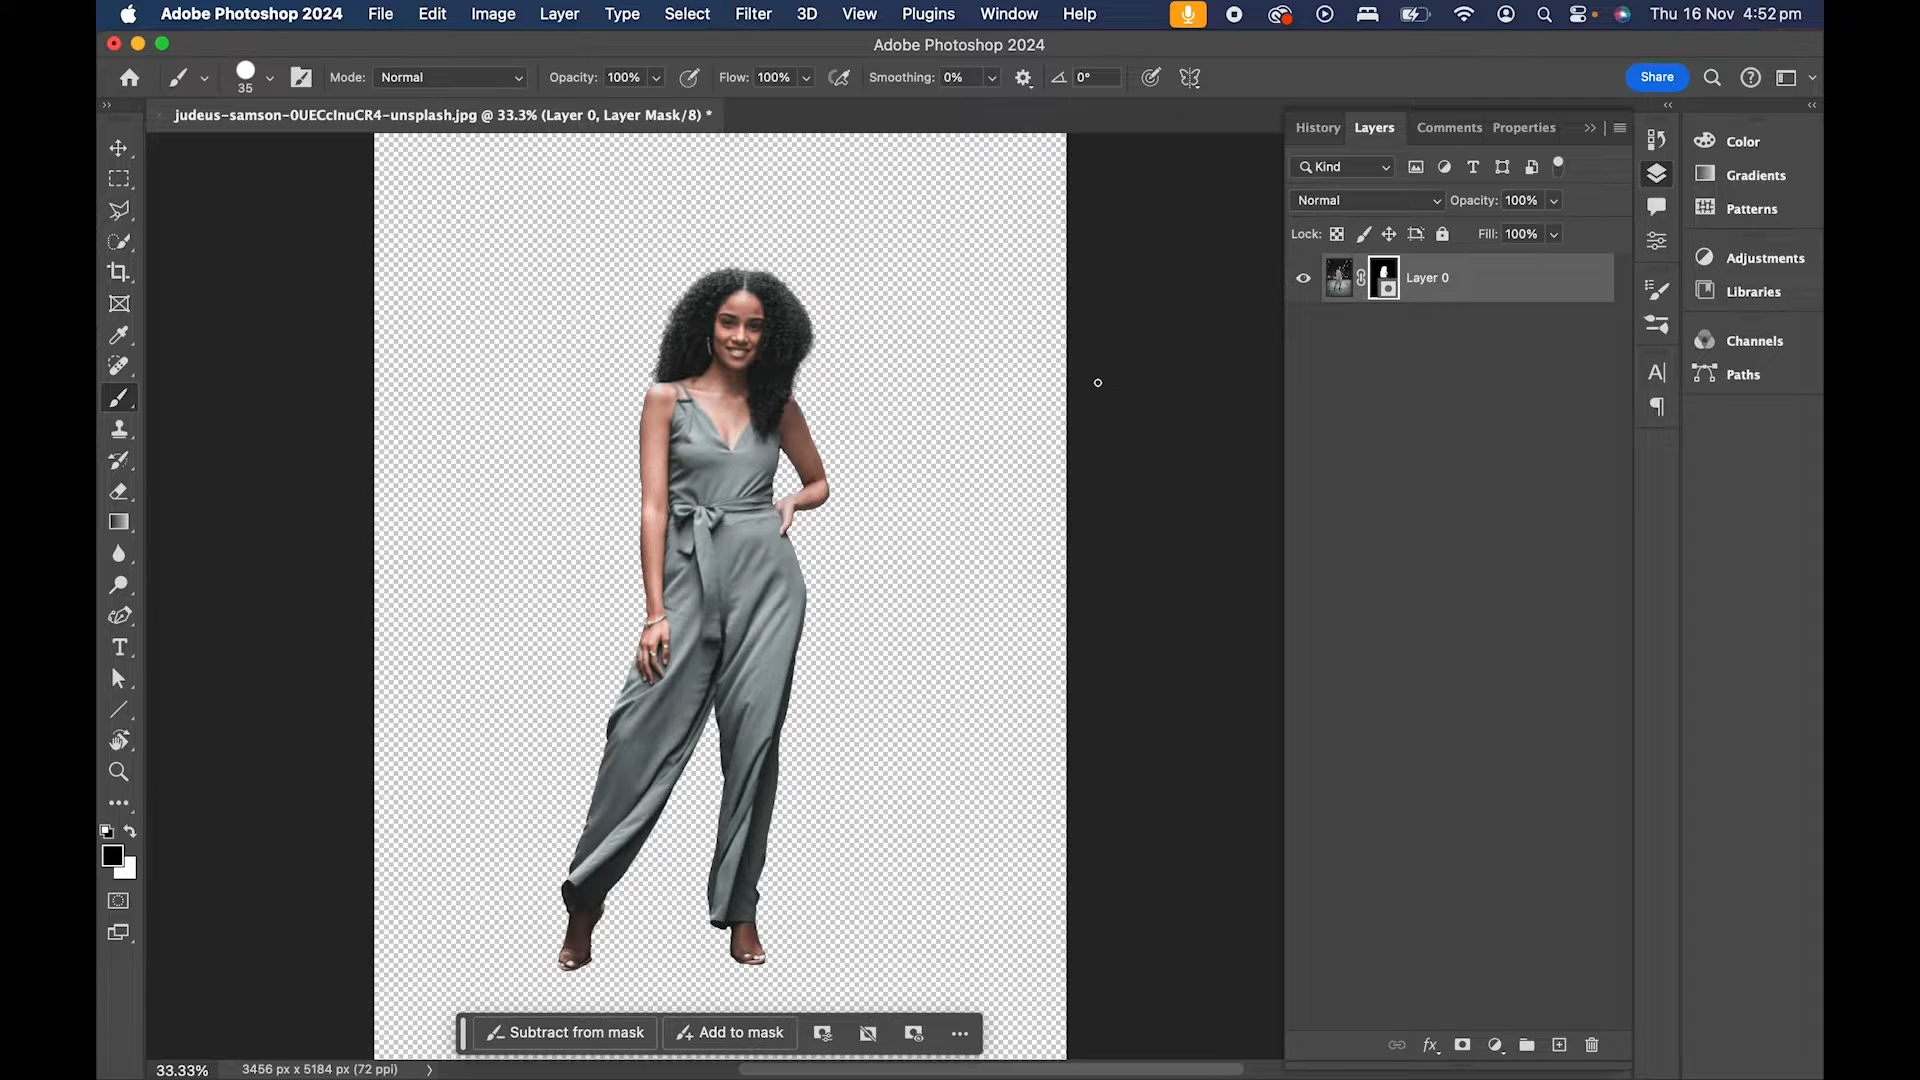 Adobe Photoshop 2024 File Edit Image Layer Type Select Filter 3D View Plugins Window Help Thu 16 Nov 4:52 pm
Adobe Photoshop 2024
35 Mode: Normal Opacity: 100% Flow: 100% Smoothing: 0% 0° Share
judeus-samson-0UECcInuCR4-unsplash.jpg @ 33.3% (Layer 0, Layer Mask/8) *
History Layers Comments Properties
Kind
Normal Opacity: 100%
Lock: Fill: 100%
Layer 0
Color
Gradients
Patterns
Adjustments
Libraries
Channels
Paths
Subtract from mask Add to mask
33.33% 3456 px x 5184 px (72 ppi)